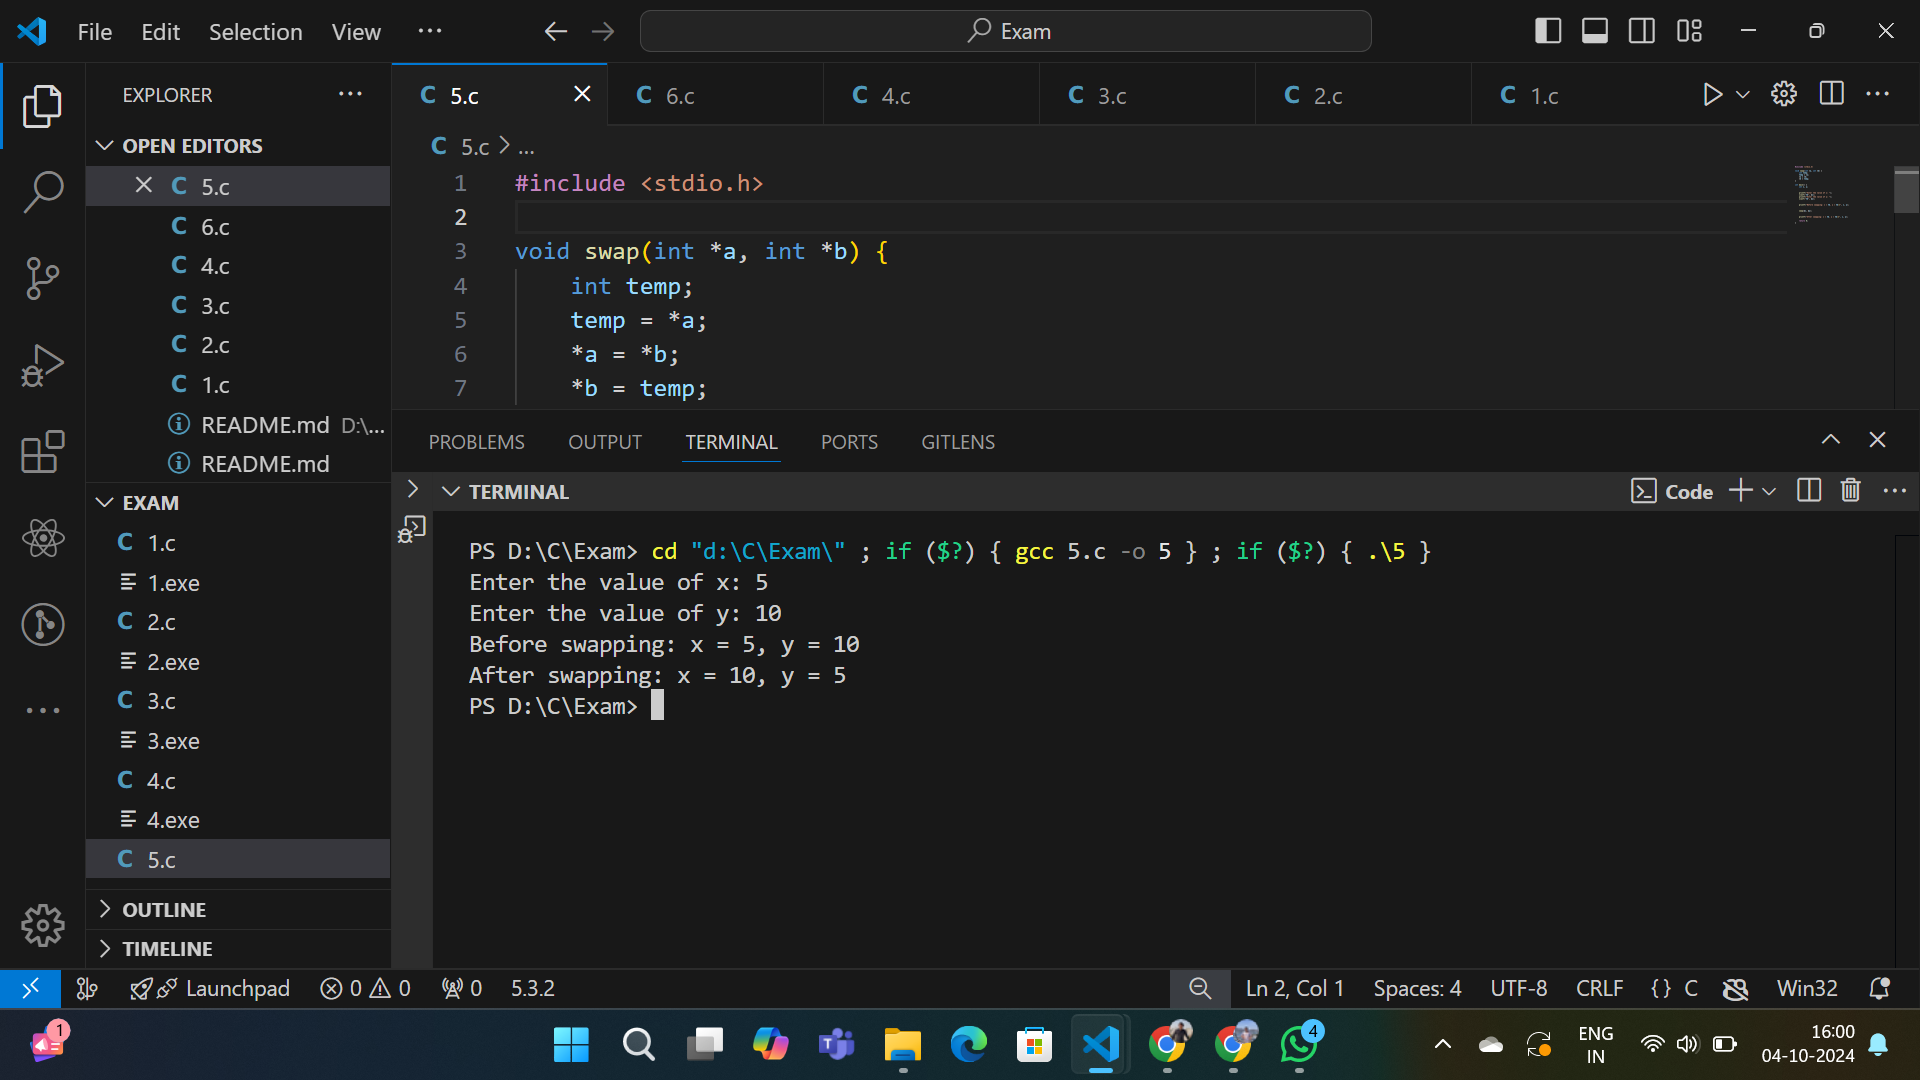 File Edit Selection View ··· Exam
EXPLORER ···
OPEN EDITORS
5.c
6.c
4.c
3.c
2.c
1.c
README.md D:\...
README.md
EXAM
1.c
1.exe
2.c
2.exe
3.c
3.exe
4.c
4.exe
5.c
OUTLINE
TIMELINE
C 5.c C 6.c C 4.c C 3.c C 2.c C 1.c
C 5.c > ...
1 #include <stdio.h>
2
3 void swap(int *a, int *b) {
4 int temp;
5 temp = *a;
6 *a = *b;
7 *b = temp;
PROBLEMS OUTPUT TERMINAL PORTS GITLENS
TERMINAL Code
PS D:\C\Exam> cd "d:\C\Exam\" ; if ($?) { gcc 5.c -o 5 } ; if ($?) { .\5 }
Enter the value of x: 5
Enter the value of y: 10
Before swapping: x = 5, y = 10
After swapping: x = 10, y = 5
PS D:\C\Exam>
Launchpad 0 0 0 5.3.2 Ln 2, Col 1 Spaces: 4 UTF-8 CRLF {} C Win32
1 4 ENG 16:00
IN 04-10-2024